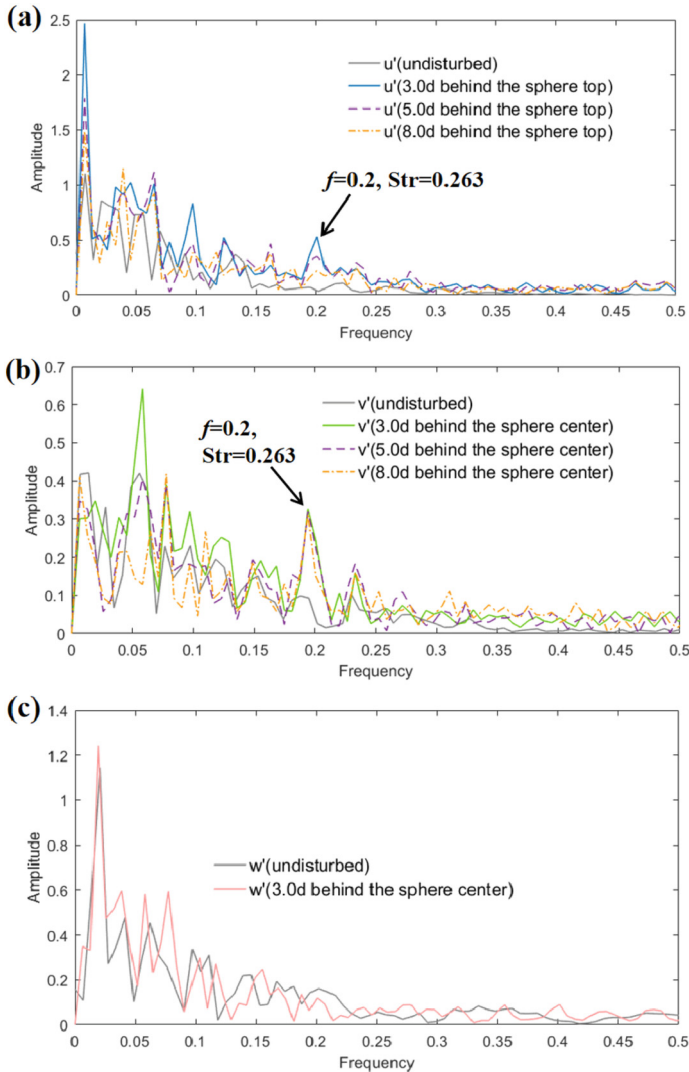 (a)
2.5
2
1.5
1
0.5
0
Amplitude
u'(undisturbed)
u'(3.0d behind the sphere top)
u'(5.0d behind the sphere top)
u'(8.0d behind the sphere top)
f=0.2, Str=0.263
0 0.05 0.1 0.15 0.2 0.25 0.3 0.35 0.4 0.45 0.5
Frequency
(b)
0.7
0.6
0.5
0.4
0.3
0.2
0.1
0
Amplitude
v'(undisturbed)
v'(3.0d behind the sphere center)
v'(5.0d behind the sphere center)
v'(8.0d behind the sphere center)
f=0.2,
Str=0.263
0 0.05 0.1 0.15 0.2 0.25 0.3 0.35 0.4 0.45 0.5
Frequency
(c)
1.4
1.2
1
0.8
0.6
0.4
0.2
0
Amplitude
w'(undisturbed)
w'(3.0d behind the sphere center)
0 0.05 0.1 0.15 0.2 0.25 0.3 0.35 0.4 0.45 0.5
Frequency